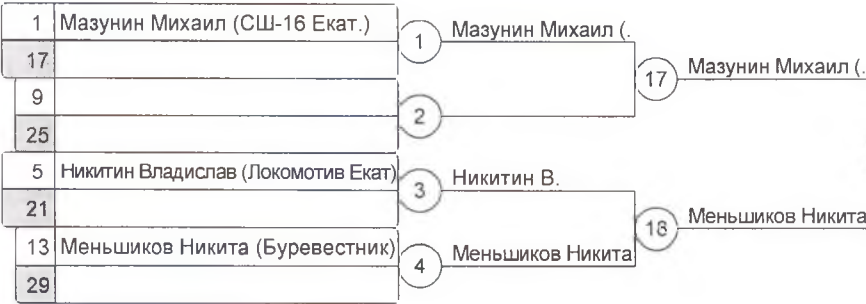 1 Мазунин Михаил (СШ-16 Екат.)
17
1
Мазунин Михаил (.
9
25
2
17
Мазунин Михаил (.
5 Никитин Владислав (Локомотив Екат)
21
3
Никитин В.
13 Меньшиков Никита (Буревестник)
29
4
Меньшиков Никита
18
Меньшиков Никита